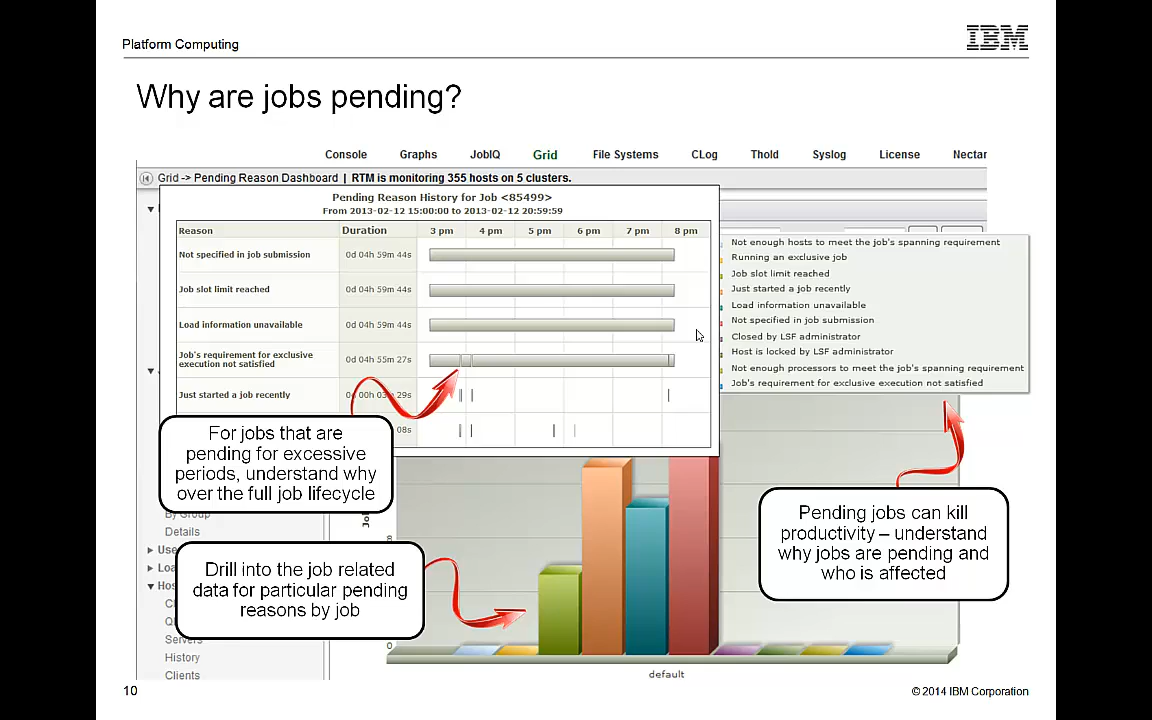 Platform Computing
IBM
Why are jobs pending?
Console Graphs JobIQ Grid File Systems CLog Thold Syslog License Nectar
Grid -> Pending Reason Dashboard | RTM is monitoring 355 hosts on 5 clusters.
Pending Reason History for Job <85499>
From 2013-02-12 15:00:00 to 2013-02-12 20:59:59
Reason Duration 3 pm 4 pm 5 pm 6 pm 7 pm 8 pm
Not specified in job submission 0d 04h 59m 44s
Job slot limit reached 0d 04h 59m 44s
Load information unavailable 0d 04h 59m 44s
Job's requirement for exclusive
execution not satisfied 0d 04h 55m 27s
Just started a job recently 0d 00h 29s
08s
Not enough hosts to meet the job's spanning requirement
Running an exclusive job
Job slot limit reached
Just started a job recently
Load information unavailable
Not specified in job submission
Closed by LSF administrator
Host is locked by LSF administrator
Not enough processors to meet the job's spanning requirement
Job's requirement for exclusive execution not satisfied
For jobs that are
pending for excessive
periods, understand why
over the full job lifecycle
Pending jobs can kill
productivity – understand
why jobs are pending and
who is affected
Drill into the job related
data for particular pending
reasons by job
By Group
Details
Servers
History
Clients
0
default
10
© 2014 IBM Corporation